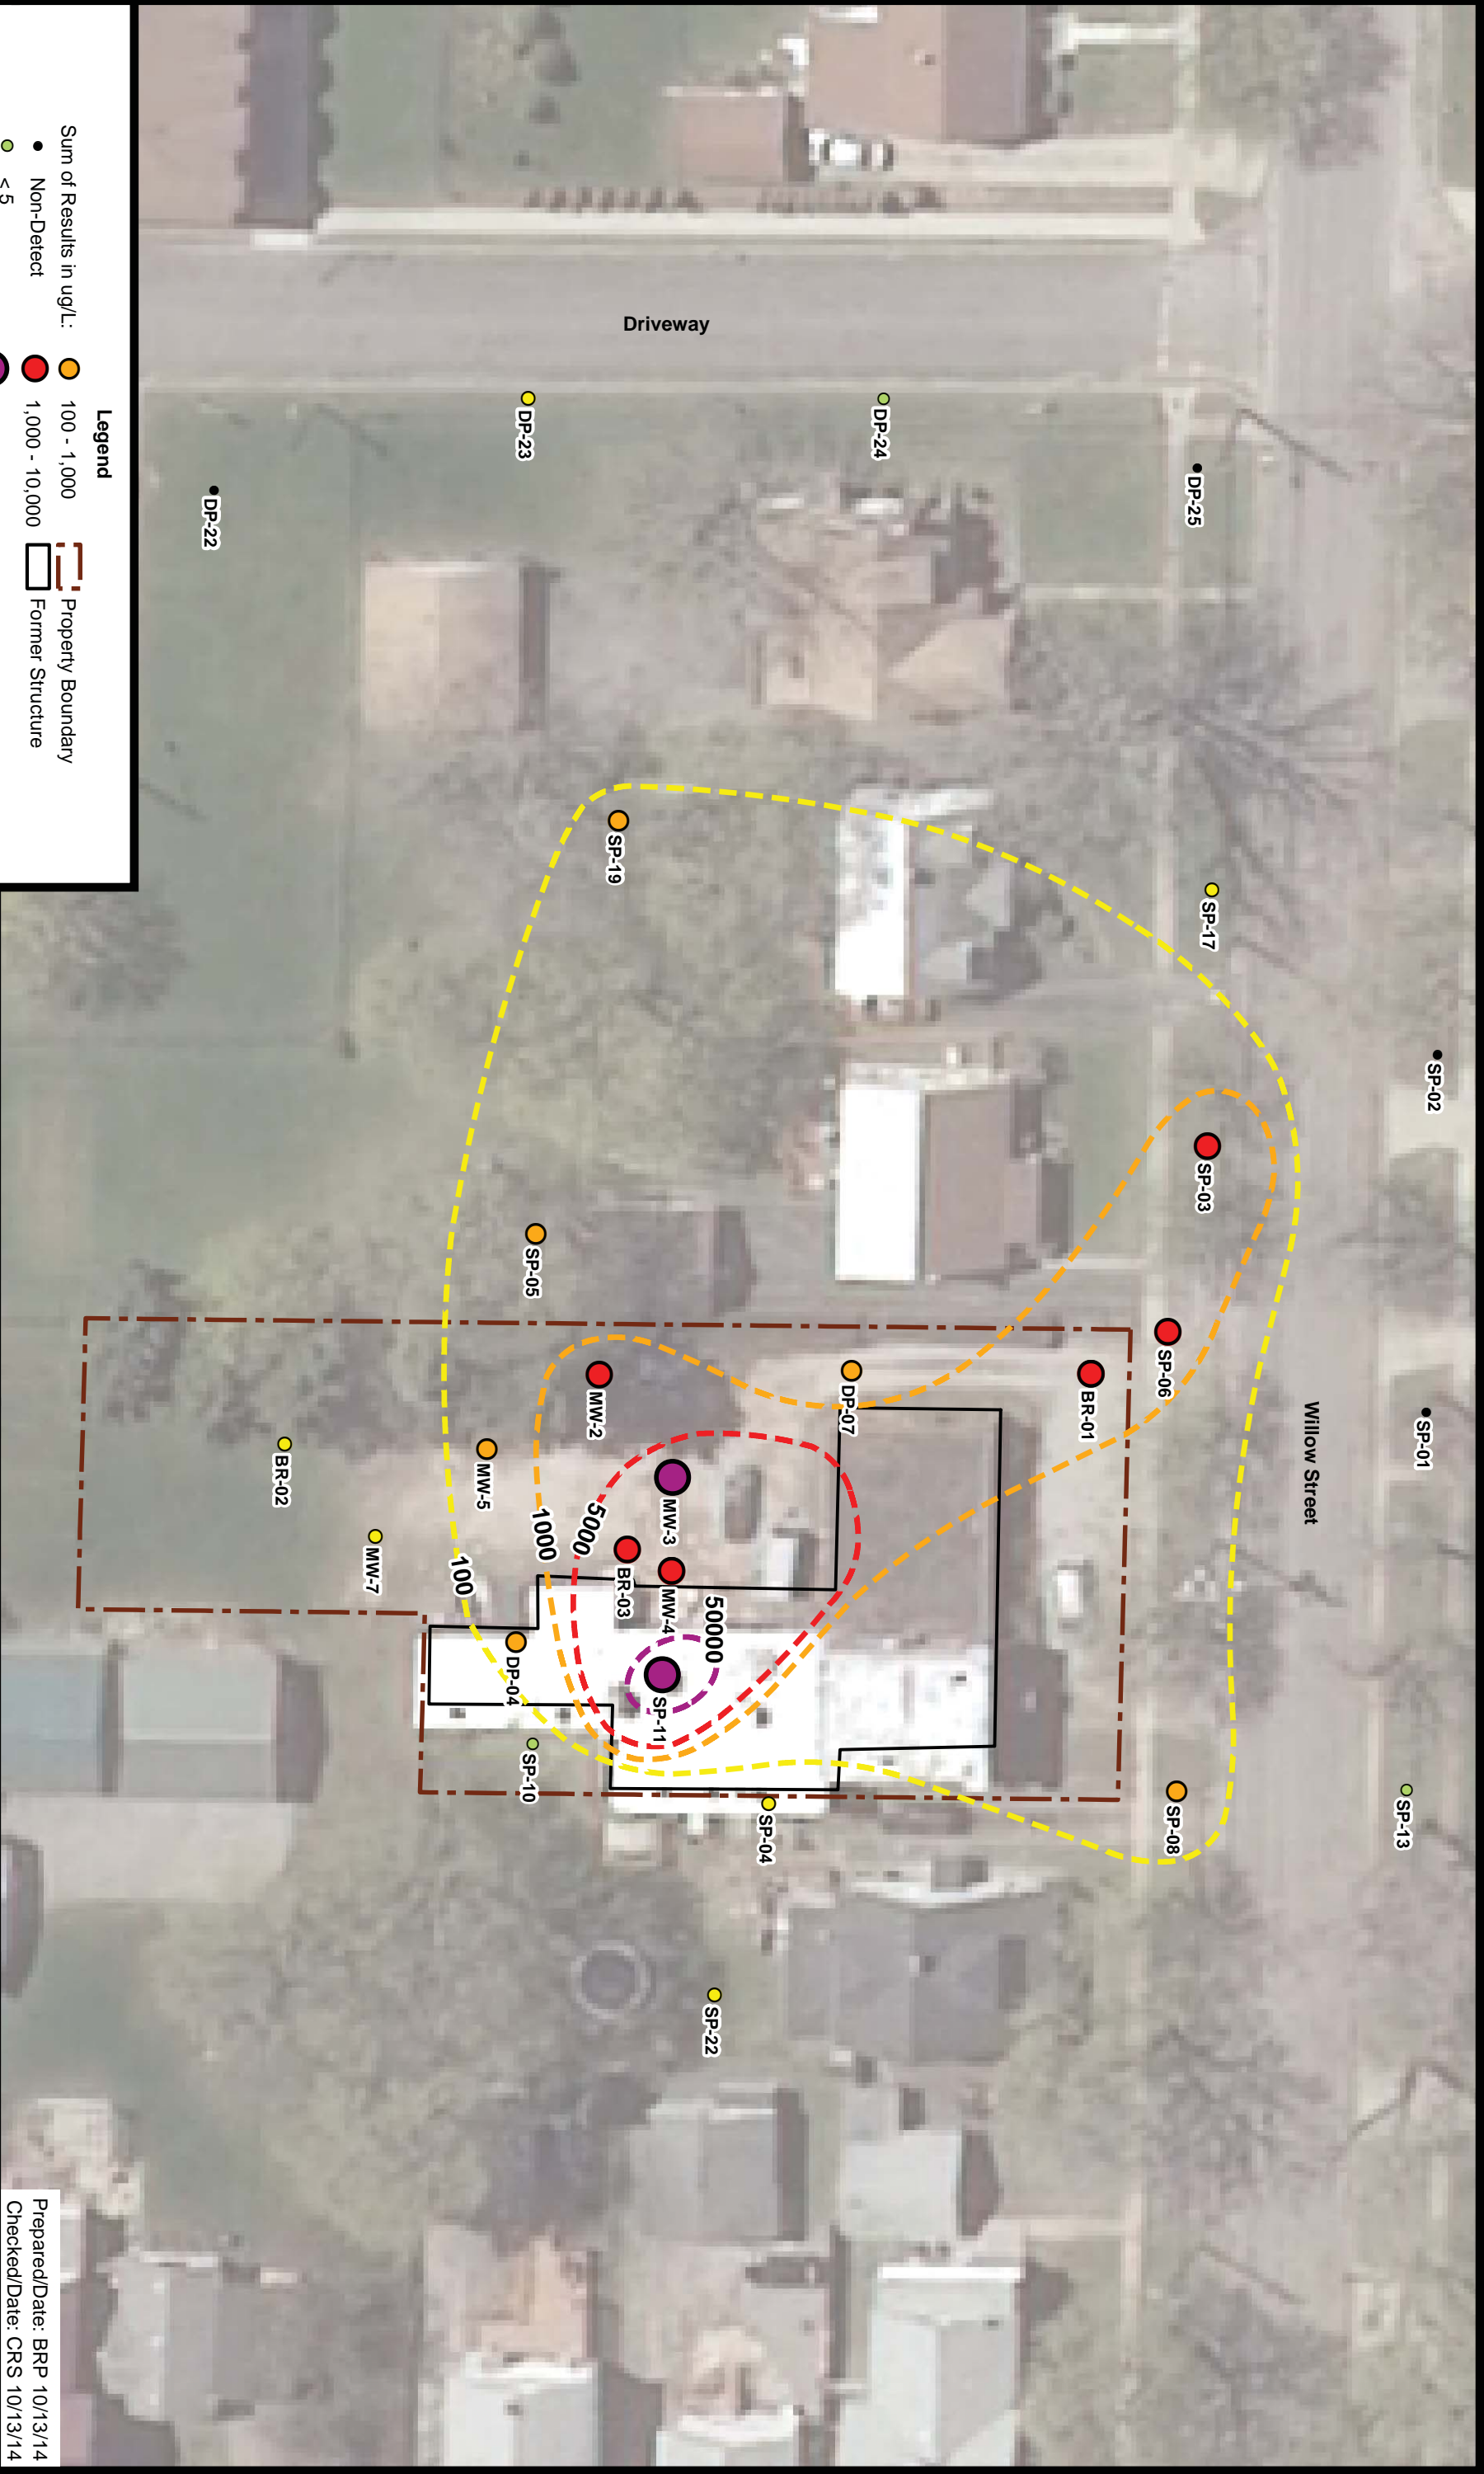 Willow Street
Driveway
SP-02
SP-01
SP-13
DP-25
SP-17
SP-03
SP-06
SP-08
BR-01
DP-24
DP-07
SP-04
SP-22
DP-23
SP-19
SP-05
MW-2
MW-3
MW-4
BR-03
SP-11
50000
5000
1000
100
MW-5
DP-04
SP-10
MW-7
BR-02
DP-22
Legend
Sum of Results in ug/L:
Non-Detect
< 5
100 - 1,000
1,000 - 10,000
Property Boundary
Former Structure
Prepared/Date: BRP 10/13/14
Checked/Date: CRS 10/13/14